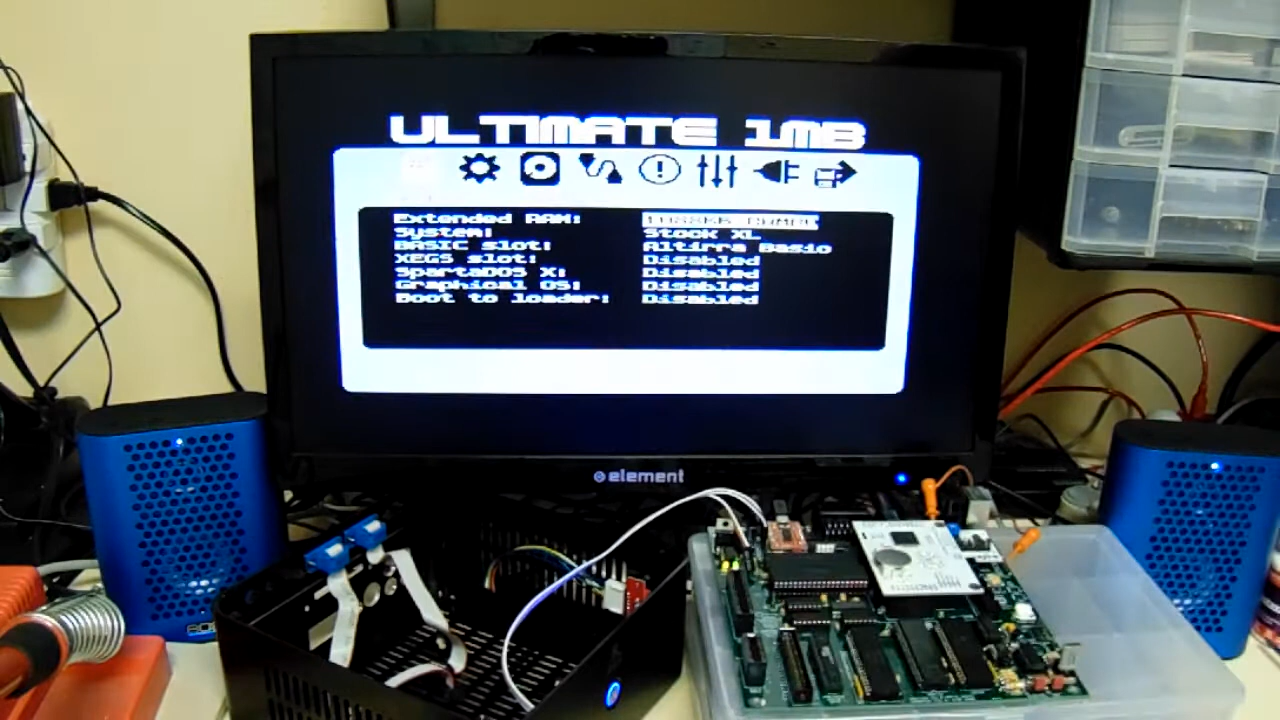 ULTIMATE 1MB
Extended RAM: 1088KB
System: Stock XL
BASIC slot: Altirra Basic
XEGS slot: Disabled
SpartaDOS X: Disabled
Graphical OS: Disabled
Boot to loader: Disabled
element